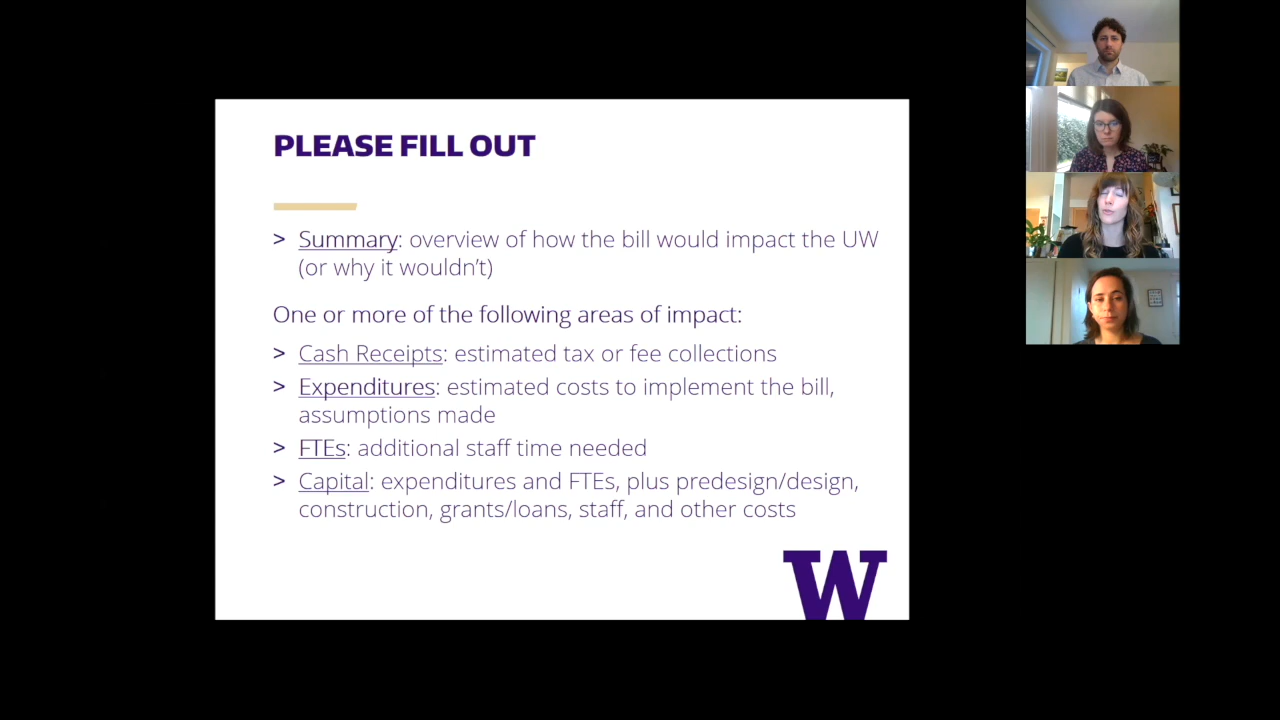 PLEASE FILL OUT
> Summary: overview of how the bill would impact the UW
(or why it wouldn't)
One or more of the following areas of impact:
> Cash Receipts: estimated tax or fee collections
> Expenditures: estimated costs to implement the bill,
assumptions made
> FTEs: additional staff time needed
> Capital: expenditures and FTEs, plus predesign/design,
construction, grants/loans, staff, and other costs
W